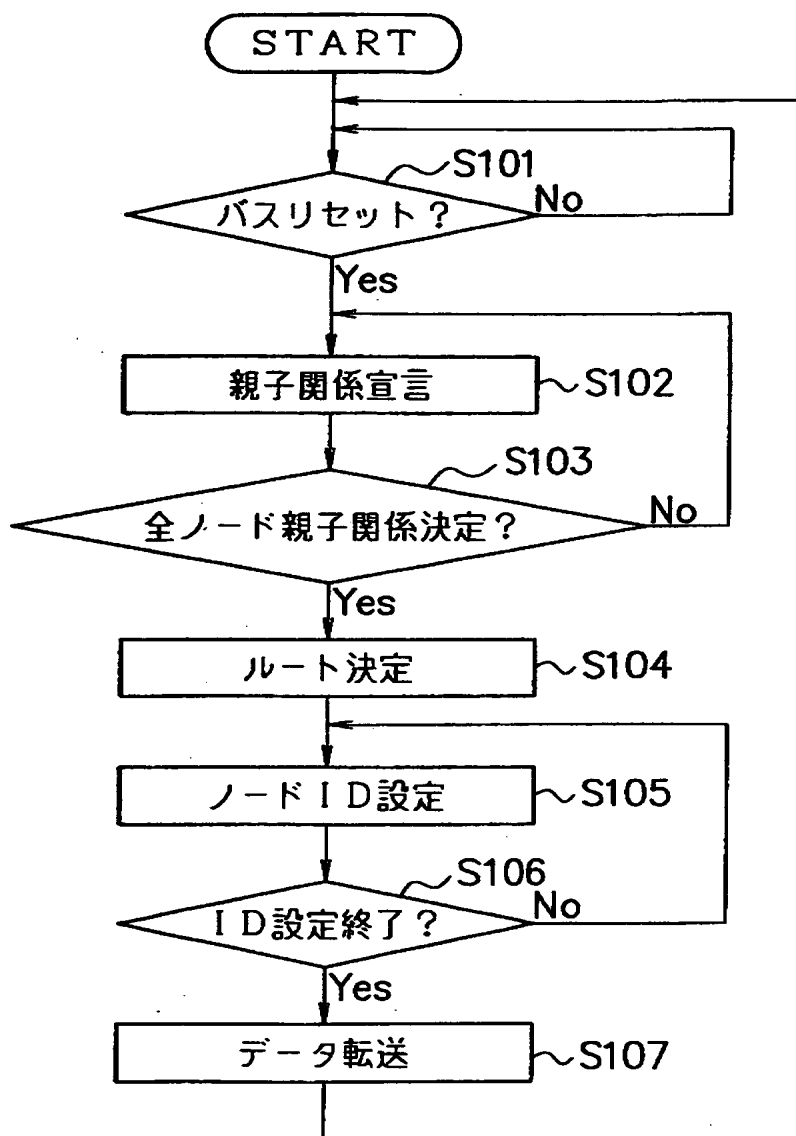 START
S101
バスリセット?
No
Yes
親子関係宣言
S102
S103
全ノード親子関係決定?
No
Yes
ルート決定
S104
ノードID設定
S105
S106
ID設定終了?
No
Yes
データ転送
S107